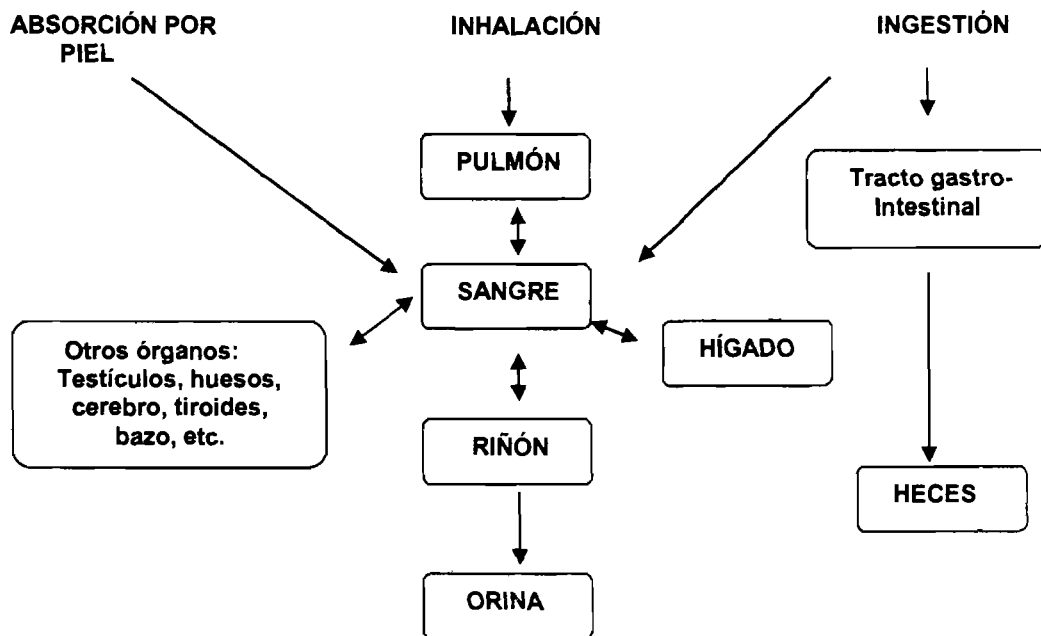 ABSORCIÓN POR
PIEL
INHALACIÓN
INGESTIÓN
PULMÓN
Tracto gastro-
Intestinal
SANGRE
HÍGADO
Otros órganos:
Testículos, huesos,
cerebro, tiroides,
bazo, etc.
RIÑÓN
HECES
ORINA